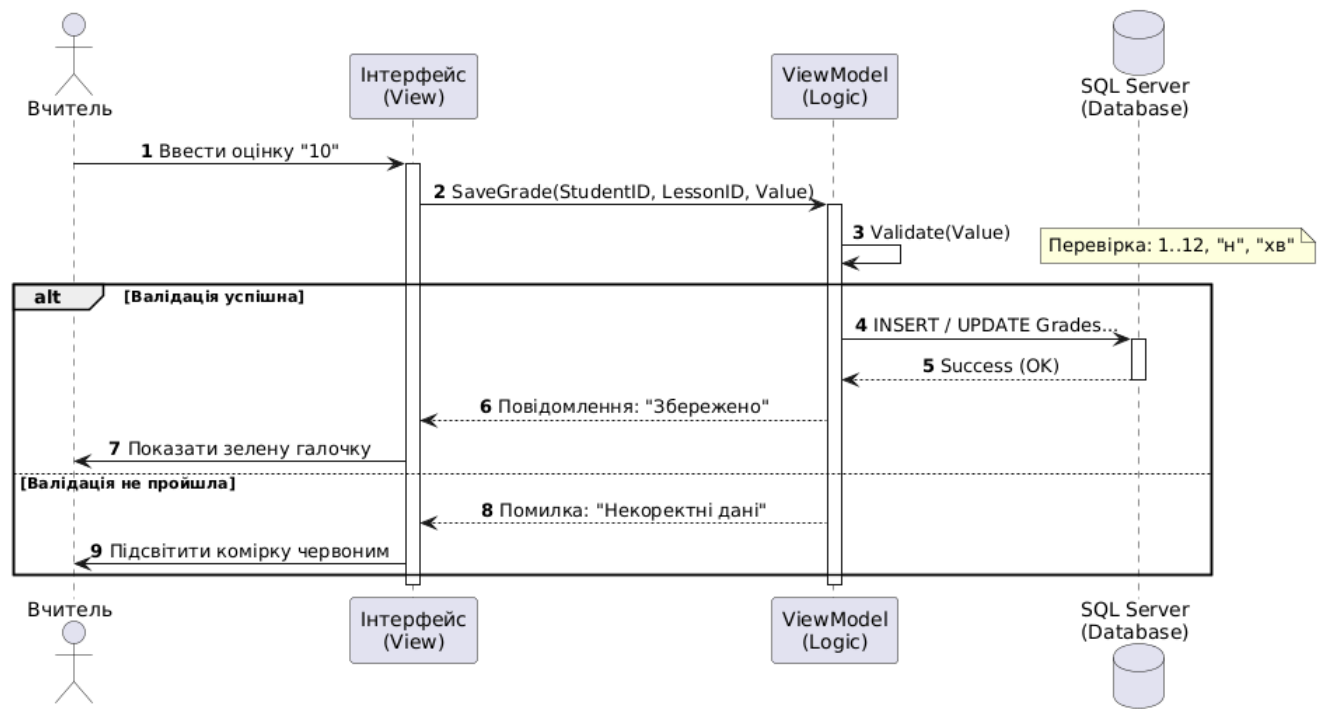 Вчитель
Інтерфейс
(View)
ViewModel
(Logic)
SQL Server
(Database)
1 Ввести оцінку "10"
2 SaveGrade(StudentID, LessonID, Value)
3 Validate(Value)
Перевірка: 1..12, "н", "хв"
alt [Валідація успішна]
4 INSERT / UPDATE Grades...
5 Success (OK)
6 Повідомлення: "Збережено"
7 Показати зелену галочку
[Валідація не пройшла]
8 Помилка: "Некоректні дані"
9 Підсвітити комірку червоним
Вчитель
Інтерфейс
(View)
ViewModel
(Logic)
SQL Server
(Database)